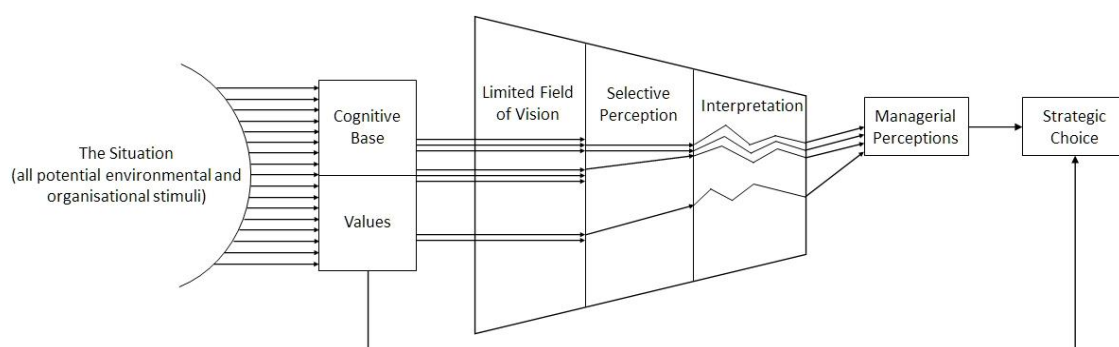 The Situation
(all potential environmental and
organisational stimuli)
Cognitive
Base
Values
Limited Field
of Vision
Selective
Perception
Interpretation
Managerial
Perceptions
Strategic
Choice